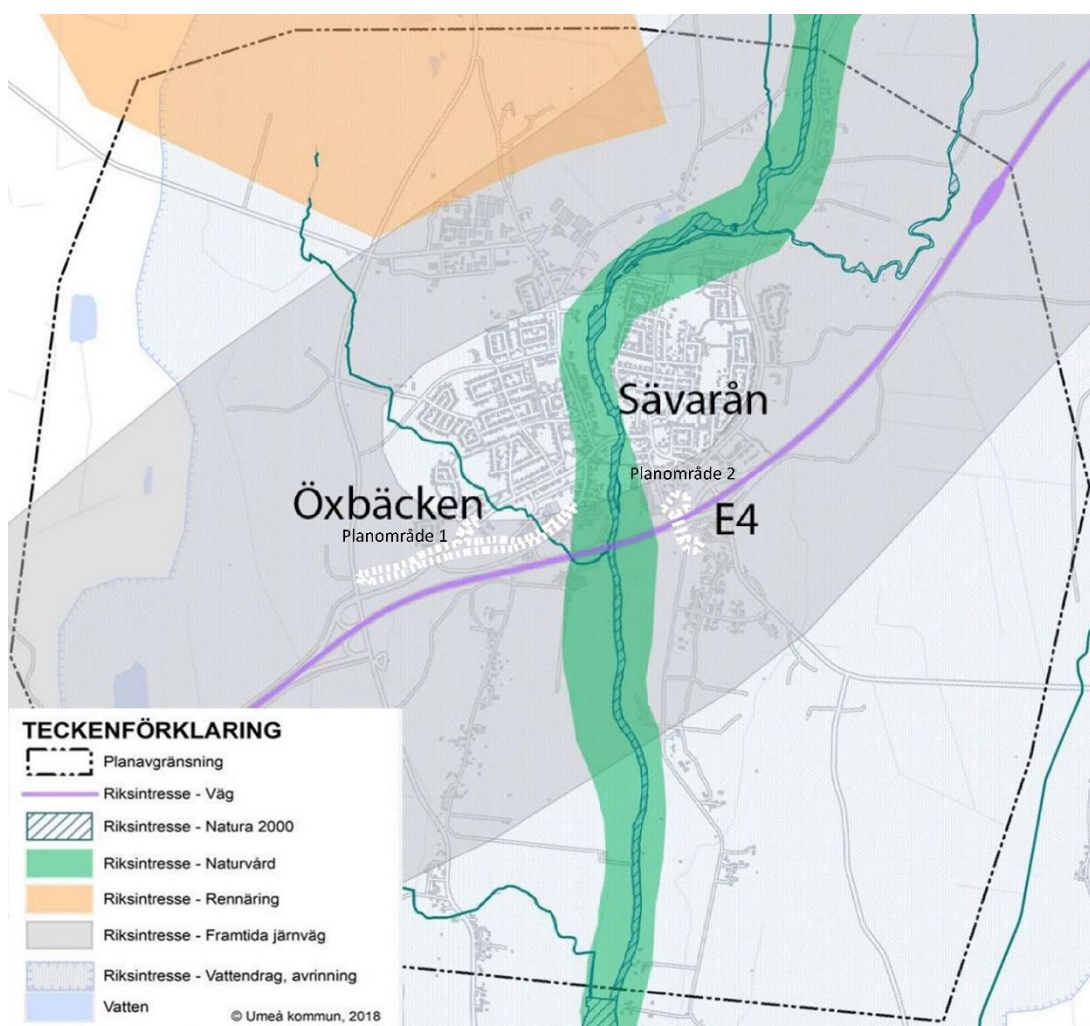 Sävarån
Planområde 2
Öxbäcken
E4
Planområde 1
TECKENFÖRKLARING
Planavgränsning
Riksintresse - Väg
Riksintresse - Natura 2000
Riksintresse - Naturvård
Riksintresse - Rennäring
Riksintresse - Framtida järnväg
Riksintresse - Vattendrag, avrinning
Vatten
© Umeå kommun, 2018